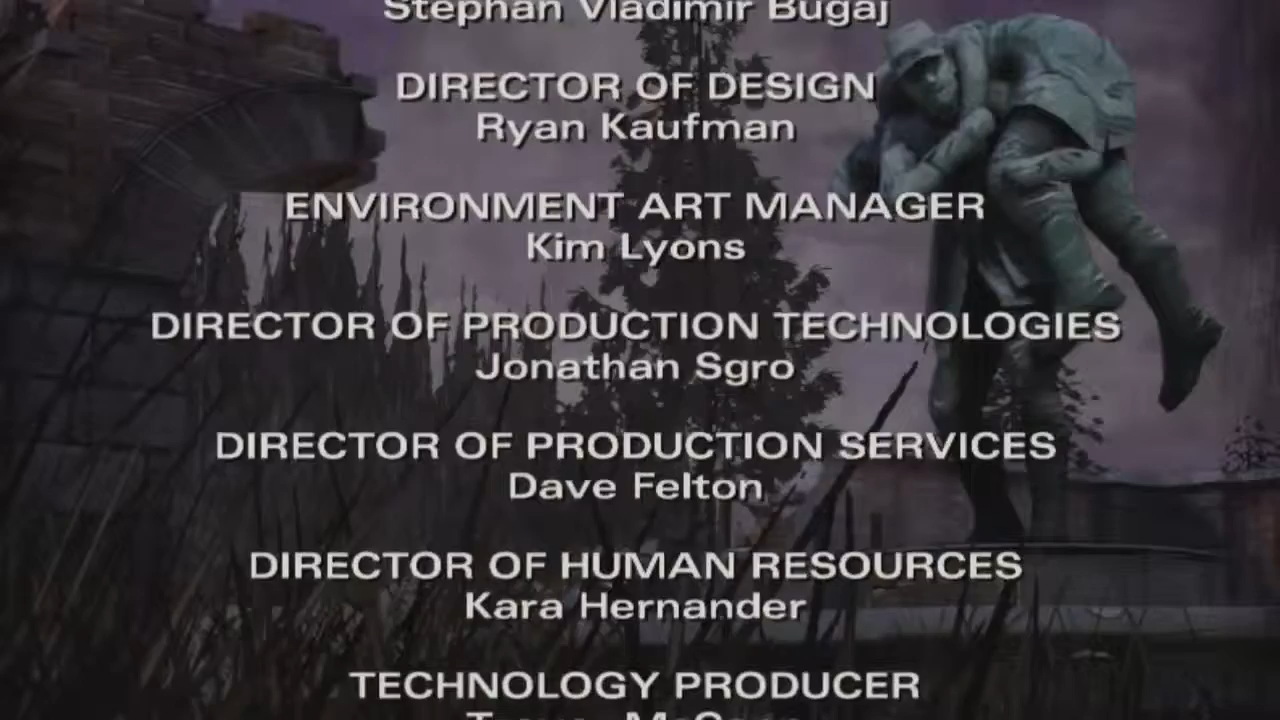 Stephan Vladimir Bugaj
DIRECTOR OF DESIGN
Ryan Kaufman
ENVIRONMENT ART MANAGER
Kim Lyons
DIRECTOR OF PRODUCTION TECHNOLOGIES
Jonathan Sgro
DIRECTOR OF PRODUCTION SERVICES
Dave Felton
DIRECTOR OF HUMAN RESOURCES
Kara Hernander
TECHNOLOGY PRODUCER